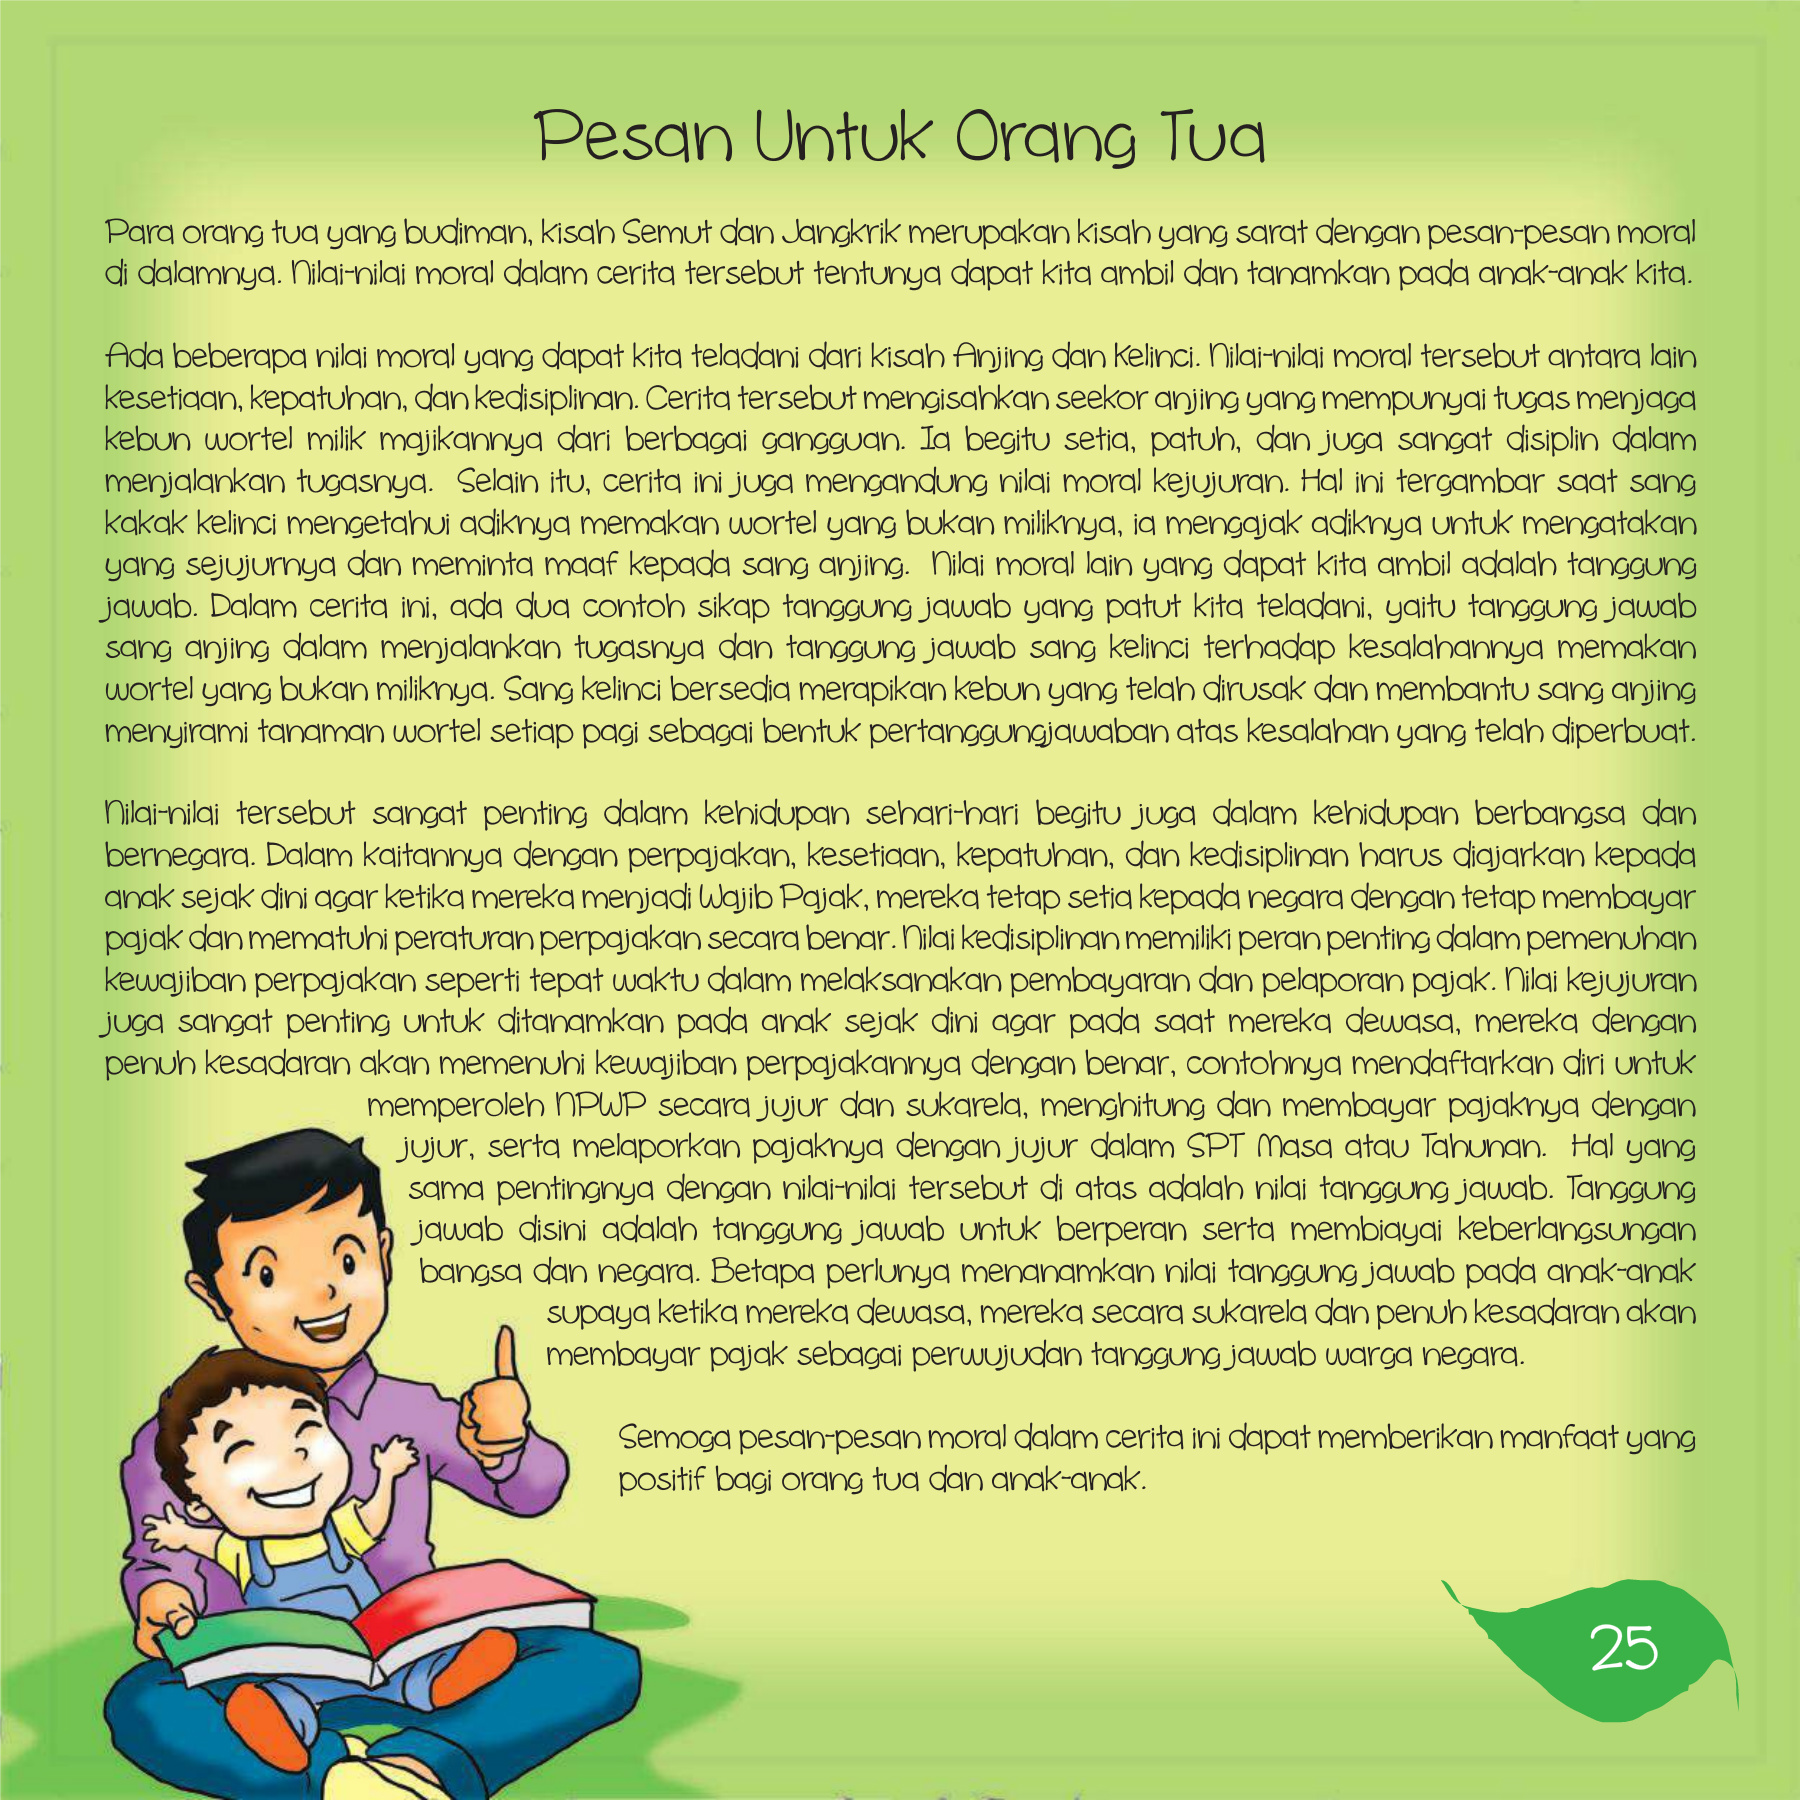 Pesan Untuk Orang Tua
Para orang tua yang budiman, kisah Semut dan Jangkrik merupakan kisah yang sarat dengan pesan-pesan moral
di dalamnya. Nilai-nilai moral dalam cerita tersebut tentunya dapat kita ambil dan tanamkan pada anak-anak kita.
Ada beberapa nilai moral yang dapat kita teladani dari kisah Anjing dan Kelinci. Nilai-nilai moral tersebut antara lain
kesetiaan, kepatuhan, dan kedisiplinan. Cerita tersebut mengisahkan seekor anjing yang mempunyai tugas menjaga
kebun wortel milik majikannya dari berbagai gangguan. Ia begitu setia, patuh, dan juga sangat disiplin dalam
menjalankan tugasnya. Selain itu, cerita ini juga mengandung nilai moral kejujuran. Hal ini tergambar saat sang
kakak kelinci mengetahui adiknya memakan wortel yang bukan miliknya, ia mengajak adiknya untuk mengatakan
yang sejujurnya dan meminta maaf kepada sang anjing. Nilai moral lain yang dapat kita ambil adalah tanggung
jawab. Dalam cerita ini, ada dua contoh sikap tanggung jawab yang patut kita teladani, yaitu tanggung jawab
sang anjing dalam menjalankan tugasnya dan tanggung jawab sang kelinci terhadap kesalahannya memakan
wortel yang bukan miliknya. Sang kelinci bersedia merapikan kebun yang telah dirusak dan membantu sang anjing
menyirami tanaman wortel setiap pagi sebagai bentuk pertanggungjawaban atas kesalahan yang telah diperbuat.
Nilai-nilai tersebut sangat penting dalam kehidupan sehari-hari begitu juga dalam kehidupan berbangsa dan
bernegara. Dalam kaitannya dengan perpajakan, kesetiaan, kepatuhan, dan kedisiplinan harus diajarkan kepada
anak sejak dini agar ketika mereka menjadi Wajib Pajak, mereka tetap setia kepada negara dengan tetap membayar
pajak dan mematuhi peraturan perpajakan secara benar. Nilai kedisiplinan memiliki peran penting dalam pemenuhan
kewajiban perpajakan seperti tepat waktu dalam melaksanakan pembayaran dan pelaporan pajak. Nilai kejujuran
juga sangat penting untuk ditanamkan pada anak sejak dini agar pada saat mereka dewasa, mereka dengan
penuh kesadaran akan memenuhi kewajiban perpajakannya dengan benar, contohnya mendaftarkan diri untuk
memperoleh NPWP secara jujur dan sukarela, menghitung dan membayar pajaknya dengan
jujur, serta melaporkan pajaknya dengan jujur dalam SPT Masa atau Tahunan. Hal yang
sama pentingnya dengan nilai-nilai tersebut di atas adalah nilai tanggung jawab. Tanggung
jawab disini adalah tanggung jawab untuk berperan serta membiayai keberlangsungan
bangsa dan negara. Betapa perlunya menanamkan nilai tanggung jawab pada anak-anak
supaya ketika mereka dewasa, mereka secara sukarela dan penuh kesadaran akan
membayar pajak sebagai perwujudan tanggung jawab warga negara.
Semoga pesan-pesan moral dalam cerita ini dapat memberikan manfaat yang
positif bagi orang tua dan anak-anak.
25